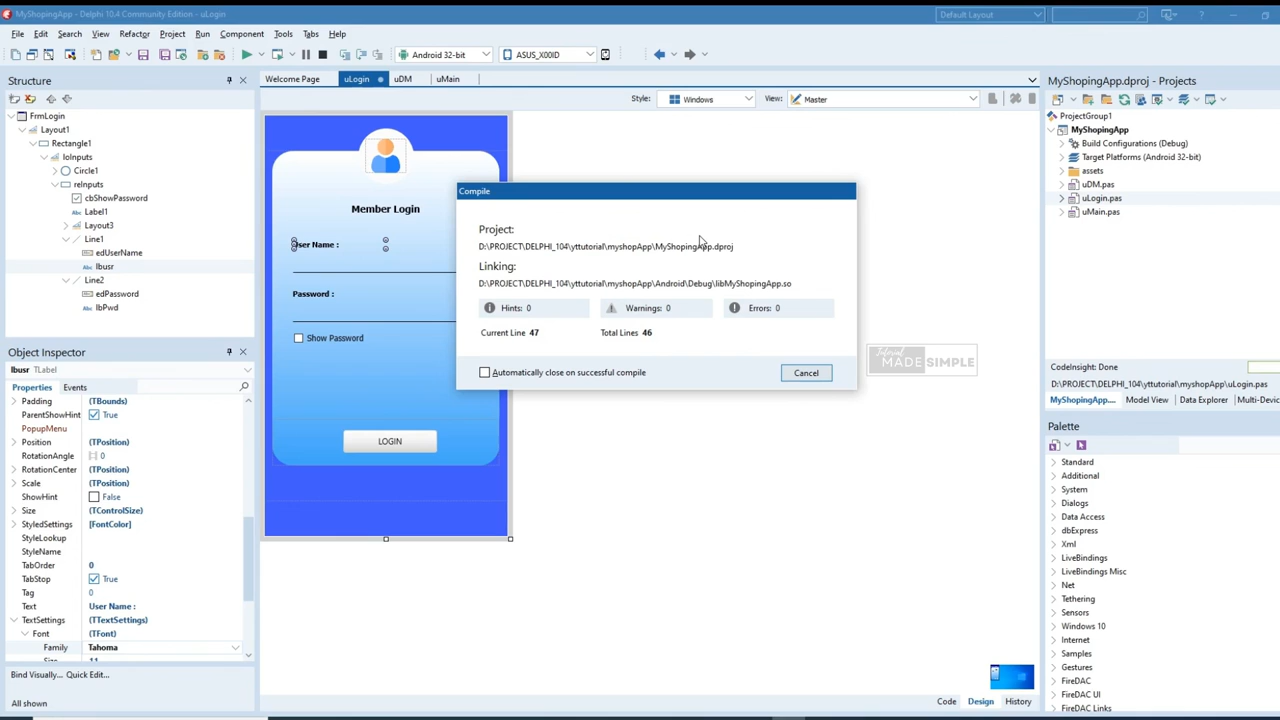 MyShopingApp - Delphi 10.4 Community Edition - uLogin
Default Layout
File Edit Search View Refactor Project Run Component Tools Tabs Help
Android 32-bit
ASUS_X00ID
Structure
FrmLogin
Layout1
Rectangle1
loInputs
Circle1
reInputs
cbShowPassword
Label1
Layout3
Line1
edUserName
lbusr
Line2
edPassword
lbPwd
Object Inspector
lbusr TLabel
Properties Events
Padding (TBounds)
ParentShowHint True
PopupMenu
Position (TPosition)
RotationAngle 0
RotationCenter (TPosition)
Scale (TPosition)
ShowHint False
Size (TControlSize)
StyledSettings [FontColor]
StyleLookup
StyleName
TabOrder 0
TabStop True
Tag 0
Text User Name :
TextSettings (TTextSettings)
Font (TFont)
Family Tahoma
Size 11
Bind Visually... Quick Edit...
All shown
Welcome Page uLogin uDM uMain
Style: Windows View: Master
Member Login
User Name :
Password :
Show Password
LOGIN
Compile
Project:
D:\PROJECT\DELPHI_104\yttutorial\myshopApp\MyShopingApp.dproj
Linking:
D:\PROJECT\DELPHI_104\yttutorial\myshopApp\Android\Debug\libMyShopingApp.so
Hints: 0 Warnings: 0 Errors: 0
Current Line 47 Total Lines 46
Automatically close on successful compile
Cancel
Tutorial
MADE SIMPLE
Code Design History
MyShopingApp.dproj - Projects
ProjectGroup1
MyShopingApp
Build Configurations (Debug)
Target Platforms (Android 32-bit)
assets
uDM.pas
uLogin.pas
uMain.pas
CodeInsight: Done
D:\PROJECT\DELPHI_104\yttutorial\myshopApp\uLogin.pas
MyShopingApp.... Model View Data Explorer Multi-Devic
Palette
Standard
Additional
System
Dialogs
Data Access
dbExpress
Xml
LiveBindings
LiveBindings Misc
Net
Tethering
Sensors
Windows 10
Internet
Samples
Gestures
FireDAC
FireDAC UI
FireDAC Links